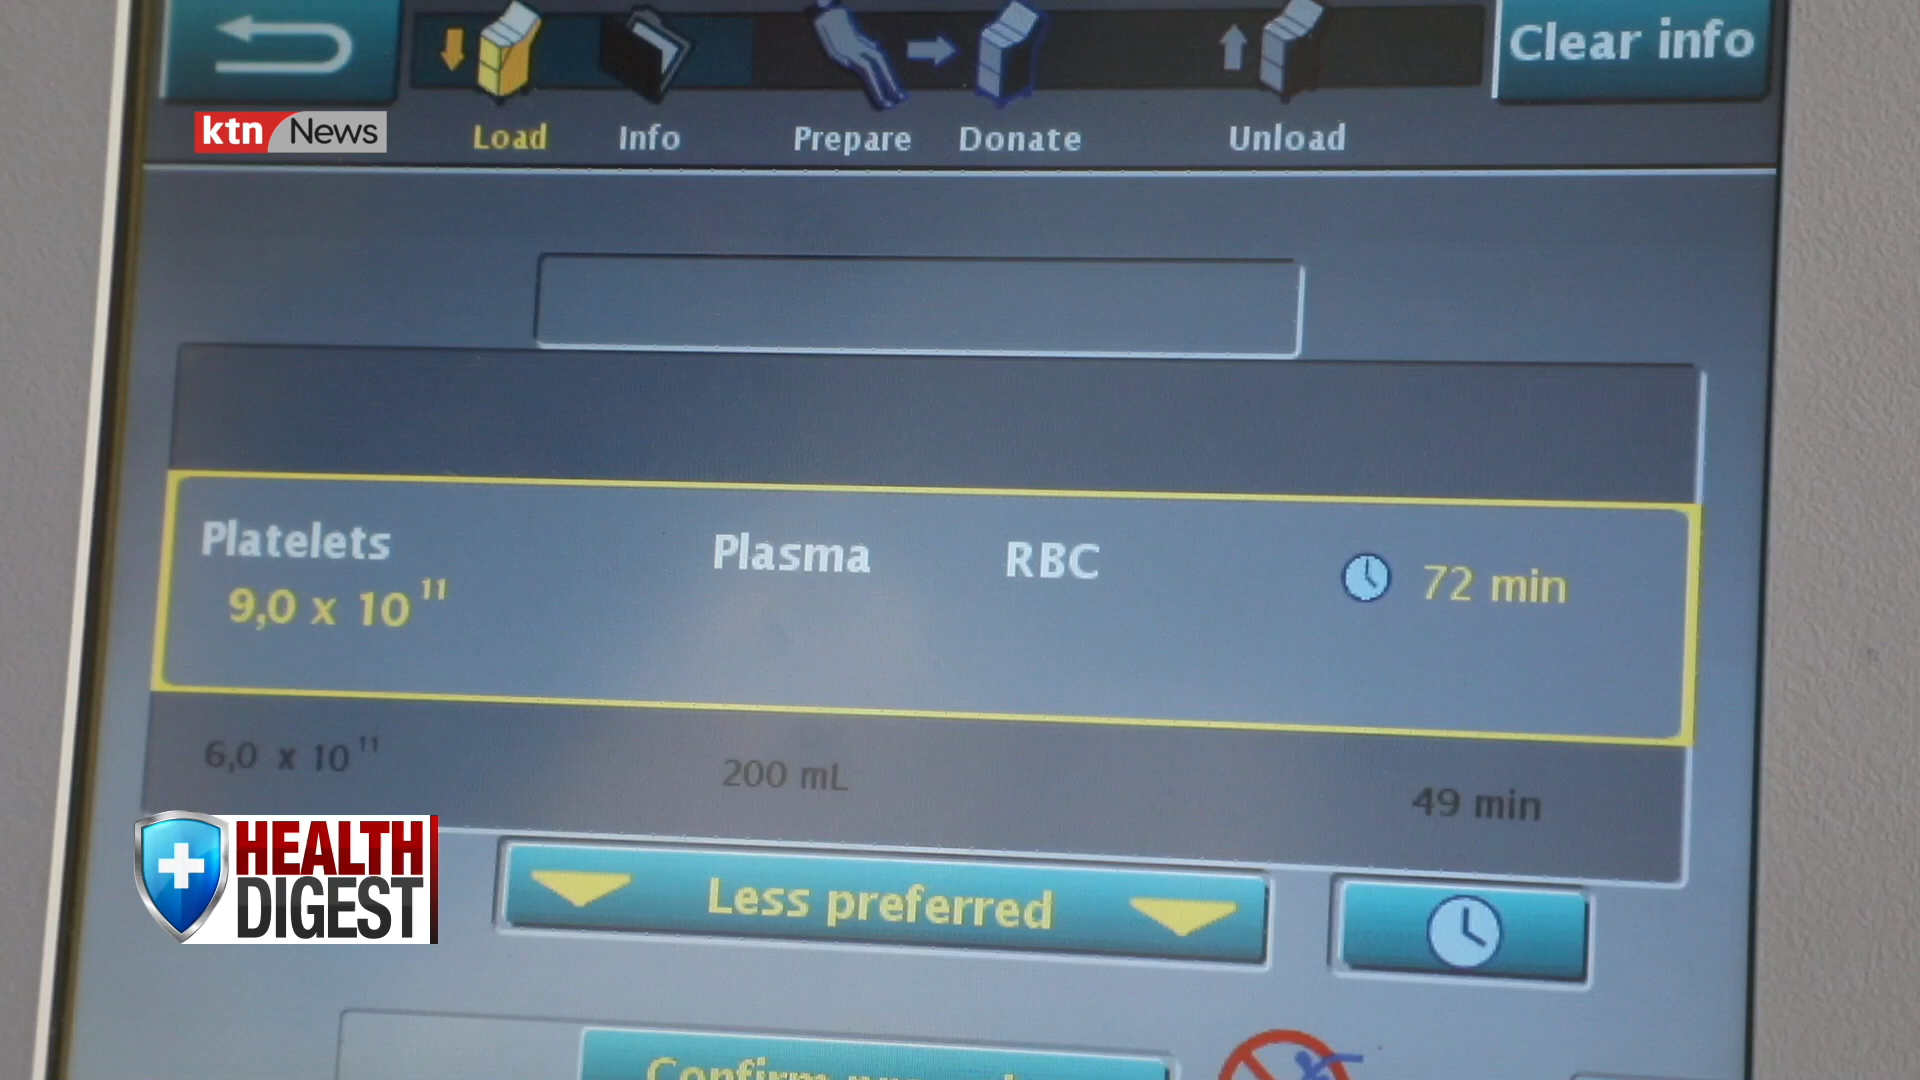 Clear info
ktn News
Load Info Prepare Donate Unload
Platelets Plasma RBC 72 min
9,0 x 10¹¹
6,0 x 10¹¹ 200 mL 49 min
HEALTH
DIGEST
Less preferred
Confirm